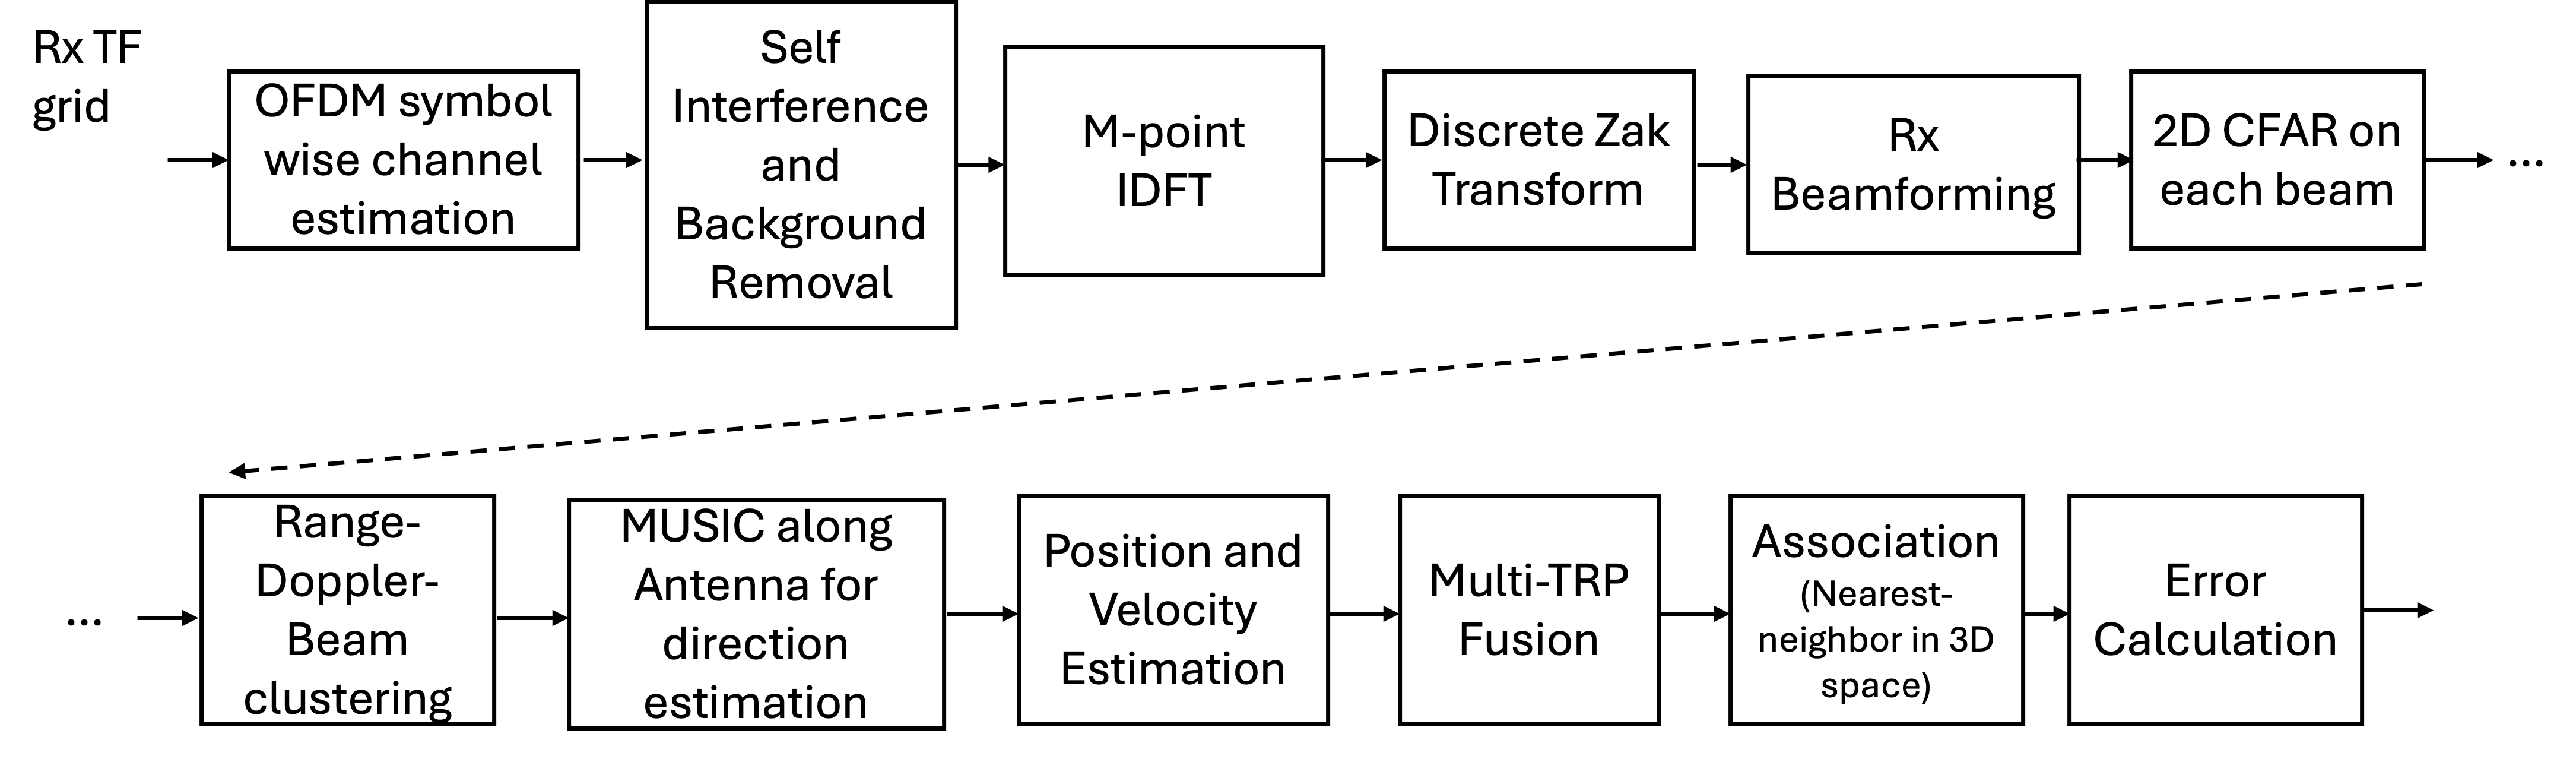 Rx TF
grid
OFDM symbol
wise channel
estimation
Self
Interference
and
Background
Removal
M-point
IDFT
Discrete Zak
Transform
Rx
Beamforming
2D CFAR on
each beam
...
...
Range-
Doppler-
Beam
clustering
MUSIC along
Antenna for
direction
estimation
Position and
Velocity
Estimation
Multi-TRP
Fusion
Association
(Nearest-
neighbor in 3D
space)
Error
Calculation